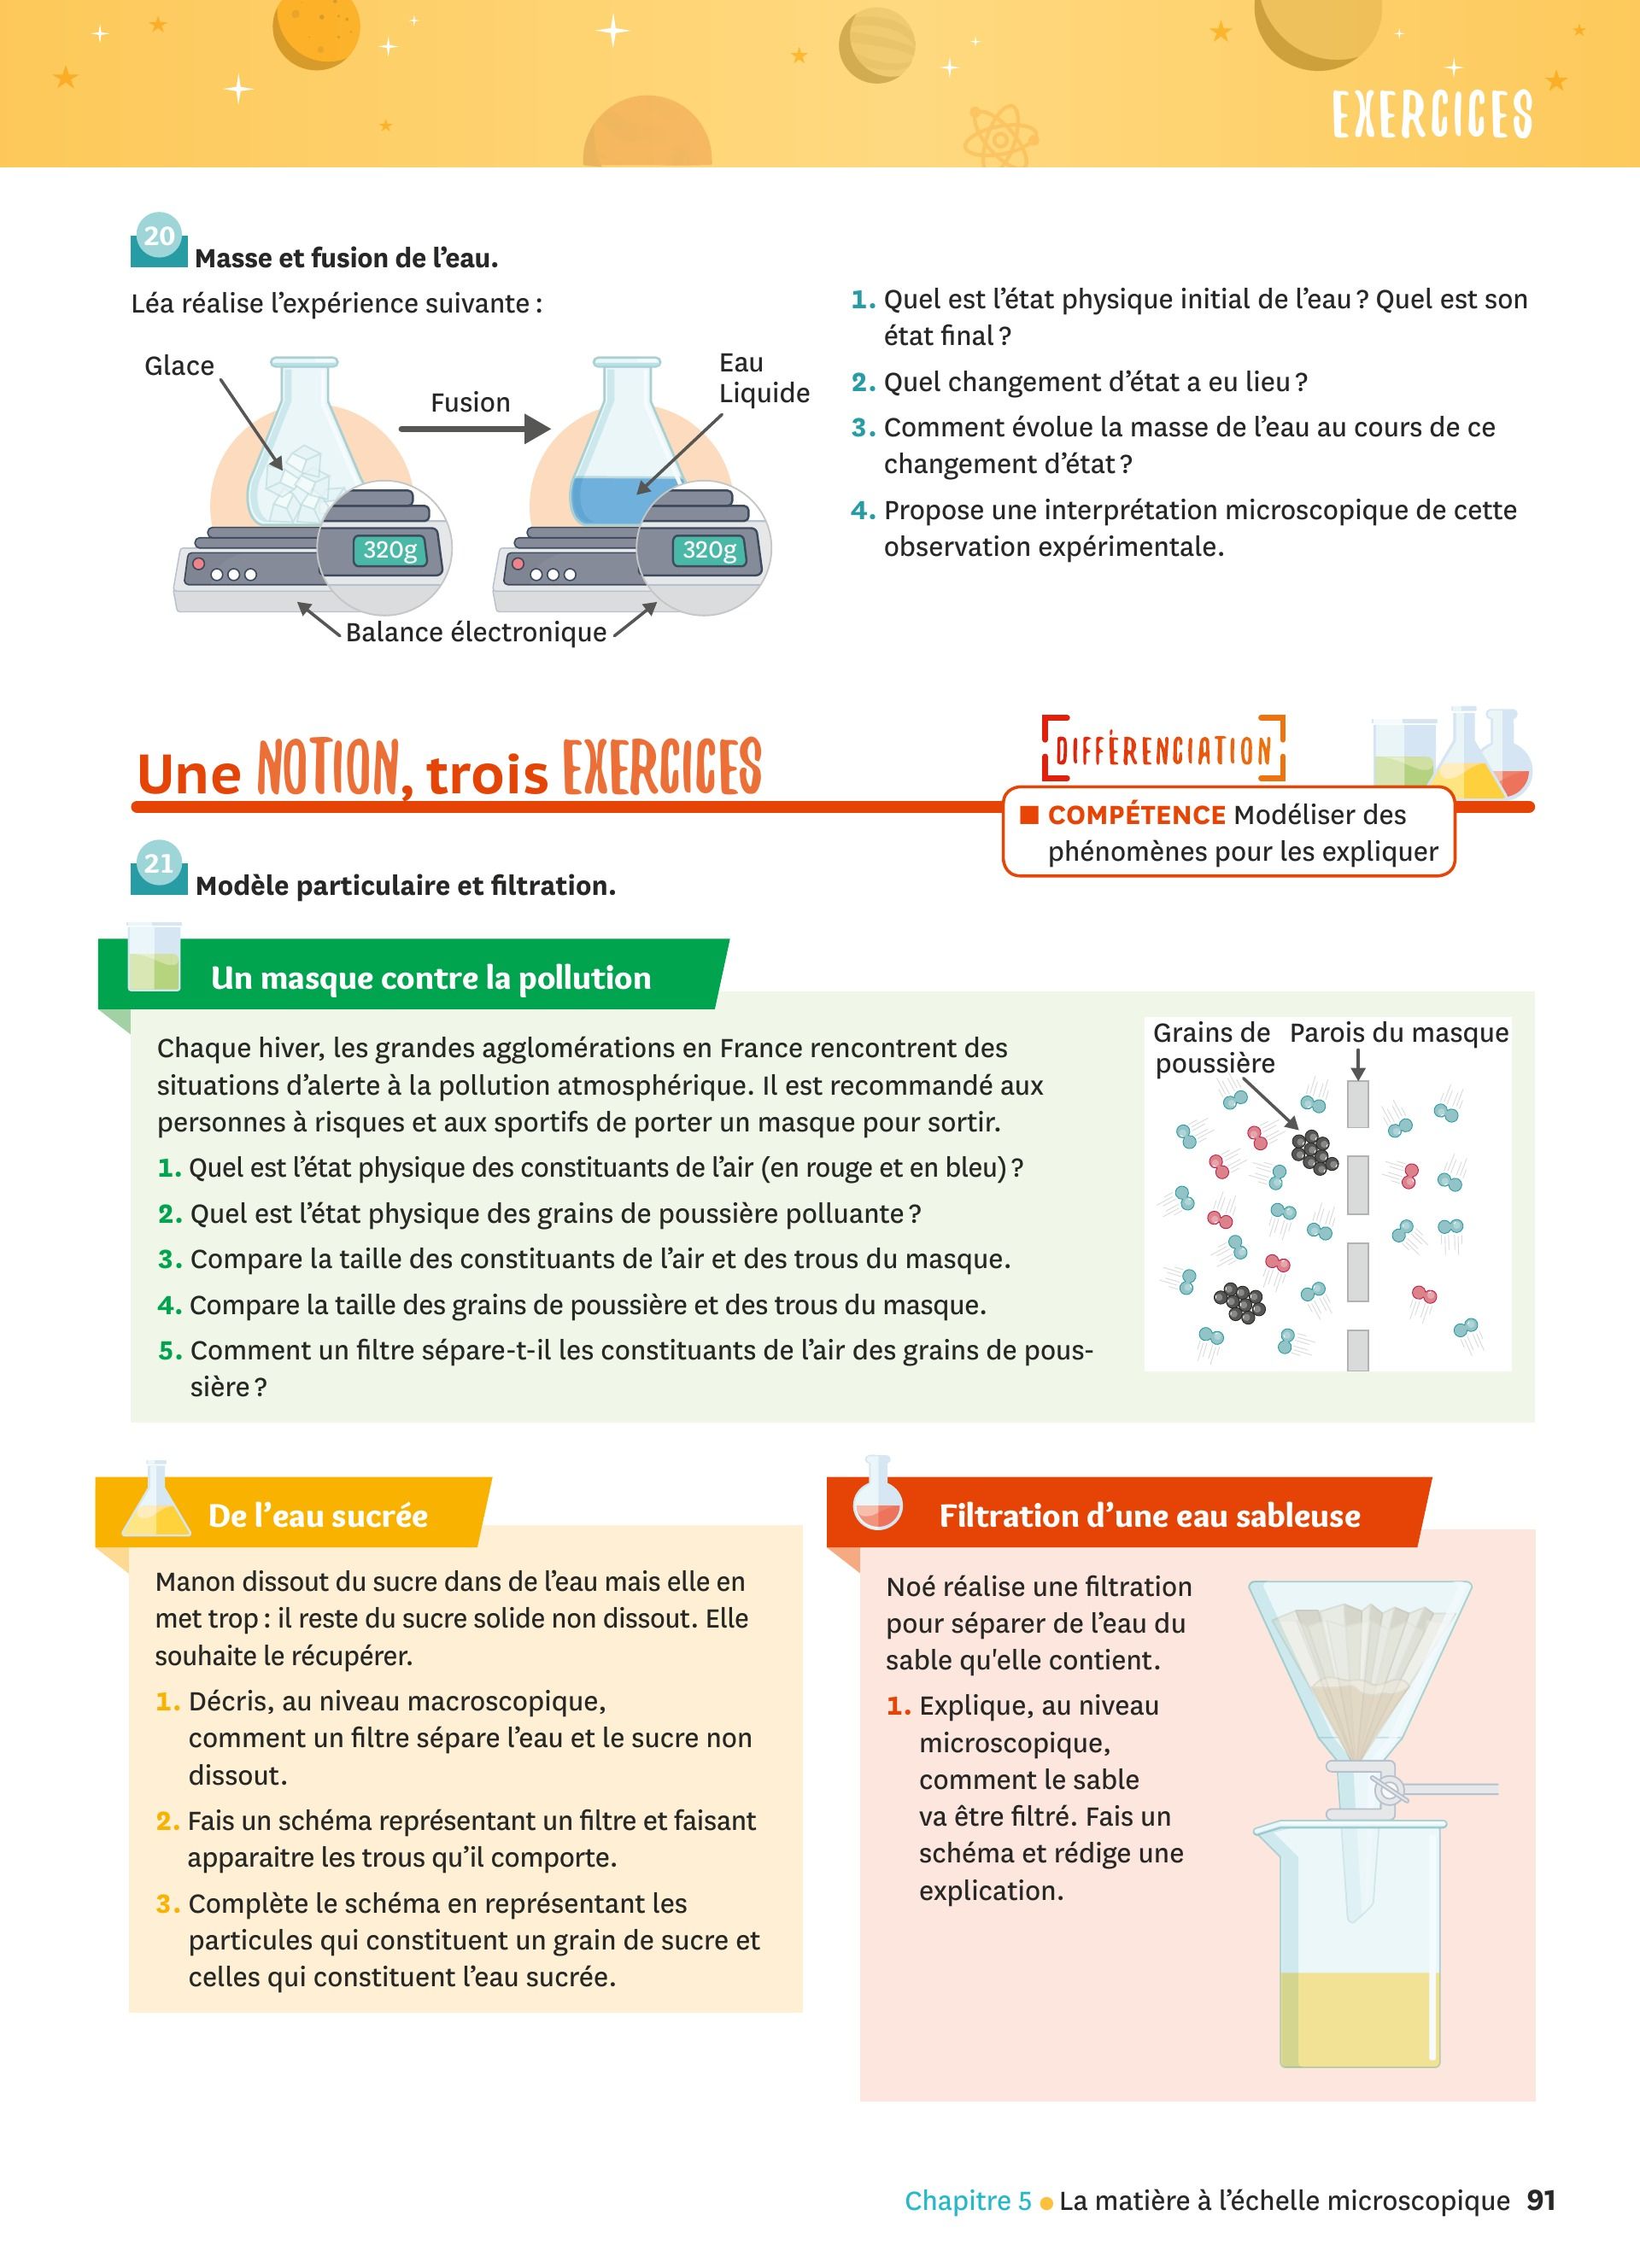 EXERCICES
20 Masse et fusion de l’eau.
Léa réalise l’expérience suivante :
Glace
Fusion
Eau
Liquide
320g
320g
Balance électronique
1. Quel est l’état physique initial de l’eau ? Quel est son
état final ?
2. Quel changement d’état a eu lieu ?
3. Comment évolue la masse de l’eau au cours de ce
changement d’état ?
4. Propose une interprétation microscopique de cette
observation expérimentale.
Une NOTION, trois EXERCICES
DIFFÉRENCIATION
COMPÉTENCE Modéliser des
phénomènes pour les expliquer
21 Modèle particulaire et filtration.
Un masque contre la pollution
Chaque hiver, les grandes agglomérations en France rencontrent des
situations d’alerte à la pollution atmosphérique. Il est recommandé aux
personnes à risques et aux sportifs de porter un masque pour sortir.
1. Quel est l’état physique des constituants de l’air (en rouge et en bleu) ?
2. Quel est l’état physique des grains de poussière polluante ?
3. Compare la taille des constituants de l’air et des trous du masque.
4. Compare la taille des grains de poussière et des trous du masque.
5. Comment un filtre sépare-t-il les constituants de l’air des grains de pous-
sière ?
Grains de
poussière
Parois du masque
De l’eau sucrée
Manon dissout du sucre dans de l’eau mais elle en
met trop : il reste du sucre solide non dissout. Elle
souhaite le récupérer.
1. Décris, au niveau macroscopique,
comment un filtre sépare l’eau et le sucre non
dissout.
2. Fais un schéma représentant un filtre et faisant
apparaitre les trous qu’il comporte.
3. Complète le schéma en représentant les
particules qui constituent un grain de sucre et
celles qui constituent l’eau sucrée.
Filtration d’une eau sableuse
Noé réalise une filtration
pour séparer de l’eau du
sable qu'elle contient.
1. Explique, au niveau
microscopique,
comment le sable
va être filtré. Fais un
schéma et rédige une
explication.
Chapitre 5 • La matière à l’échelle microscopique 91